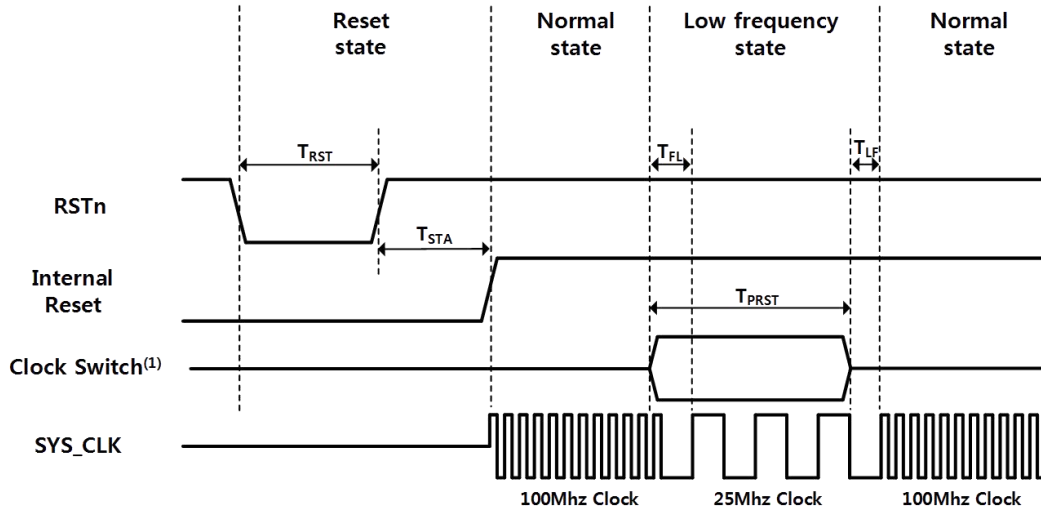 Reset
state
Normal
state
Low frequency
state
Normal
state
TRST
TFL
TLF
RSTn
TSTA
Internal
Reset
TPRST
Clock Switch(1)
SYS_CLK
100Mhz Clock
25Mhz Clock
100Mhz Clock